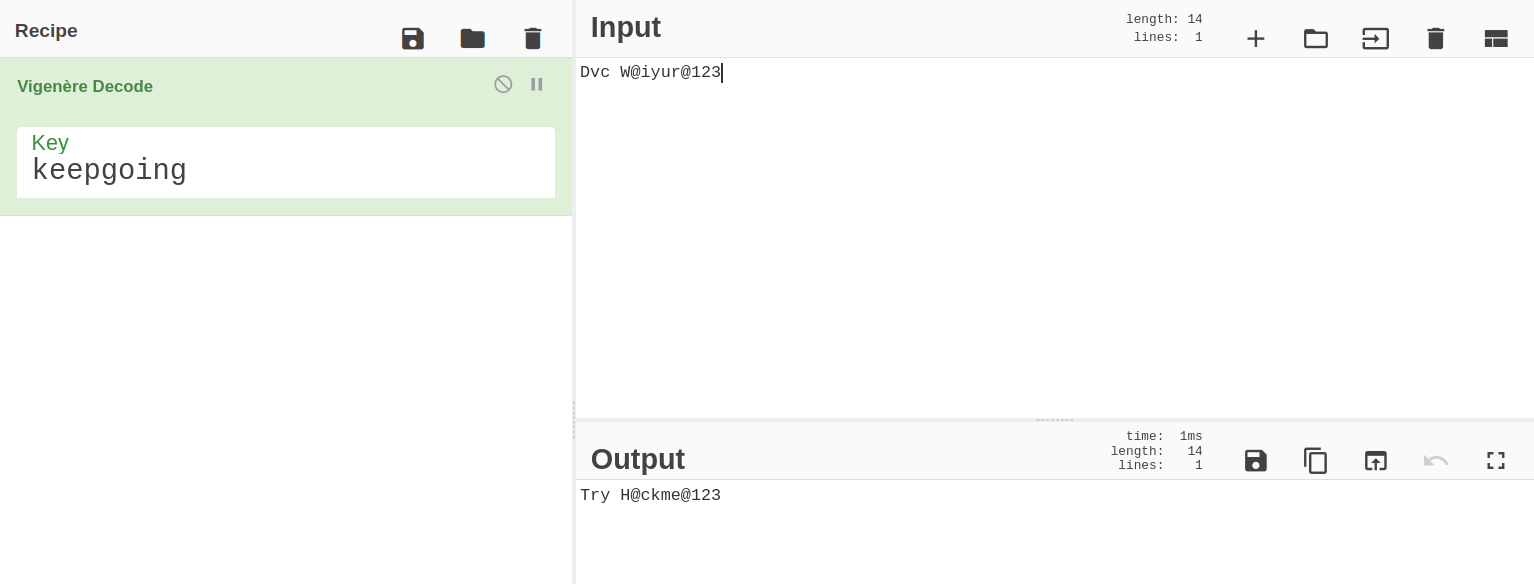 Recipe
Vigenère Decode
Key
keepgoing
Input
length: 14
lines: 1
Dvc W@iyur@123
Output
time: 1ms
length: 14
lines: 1
Try H@ckme@123